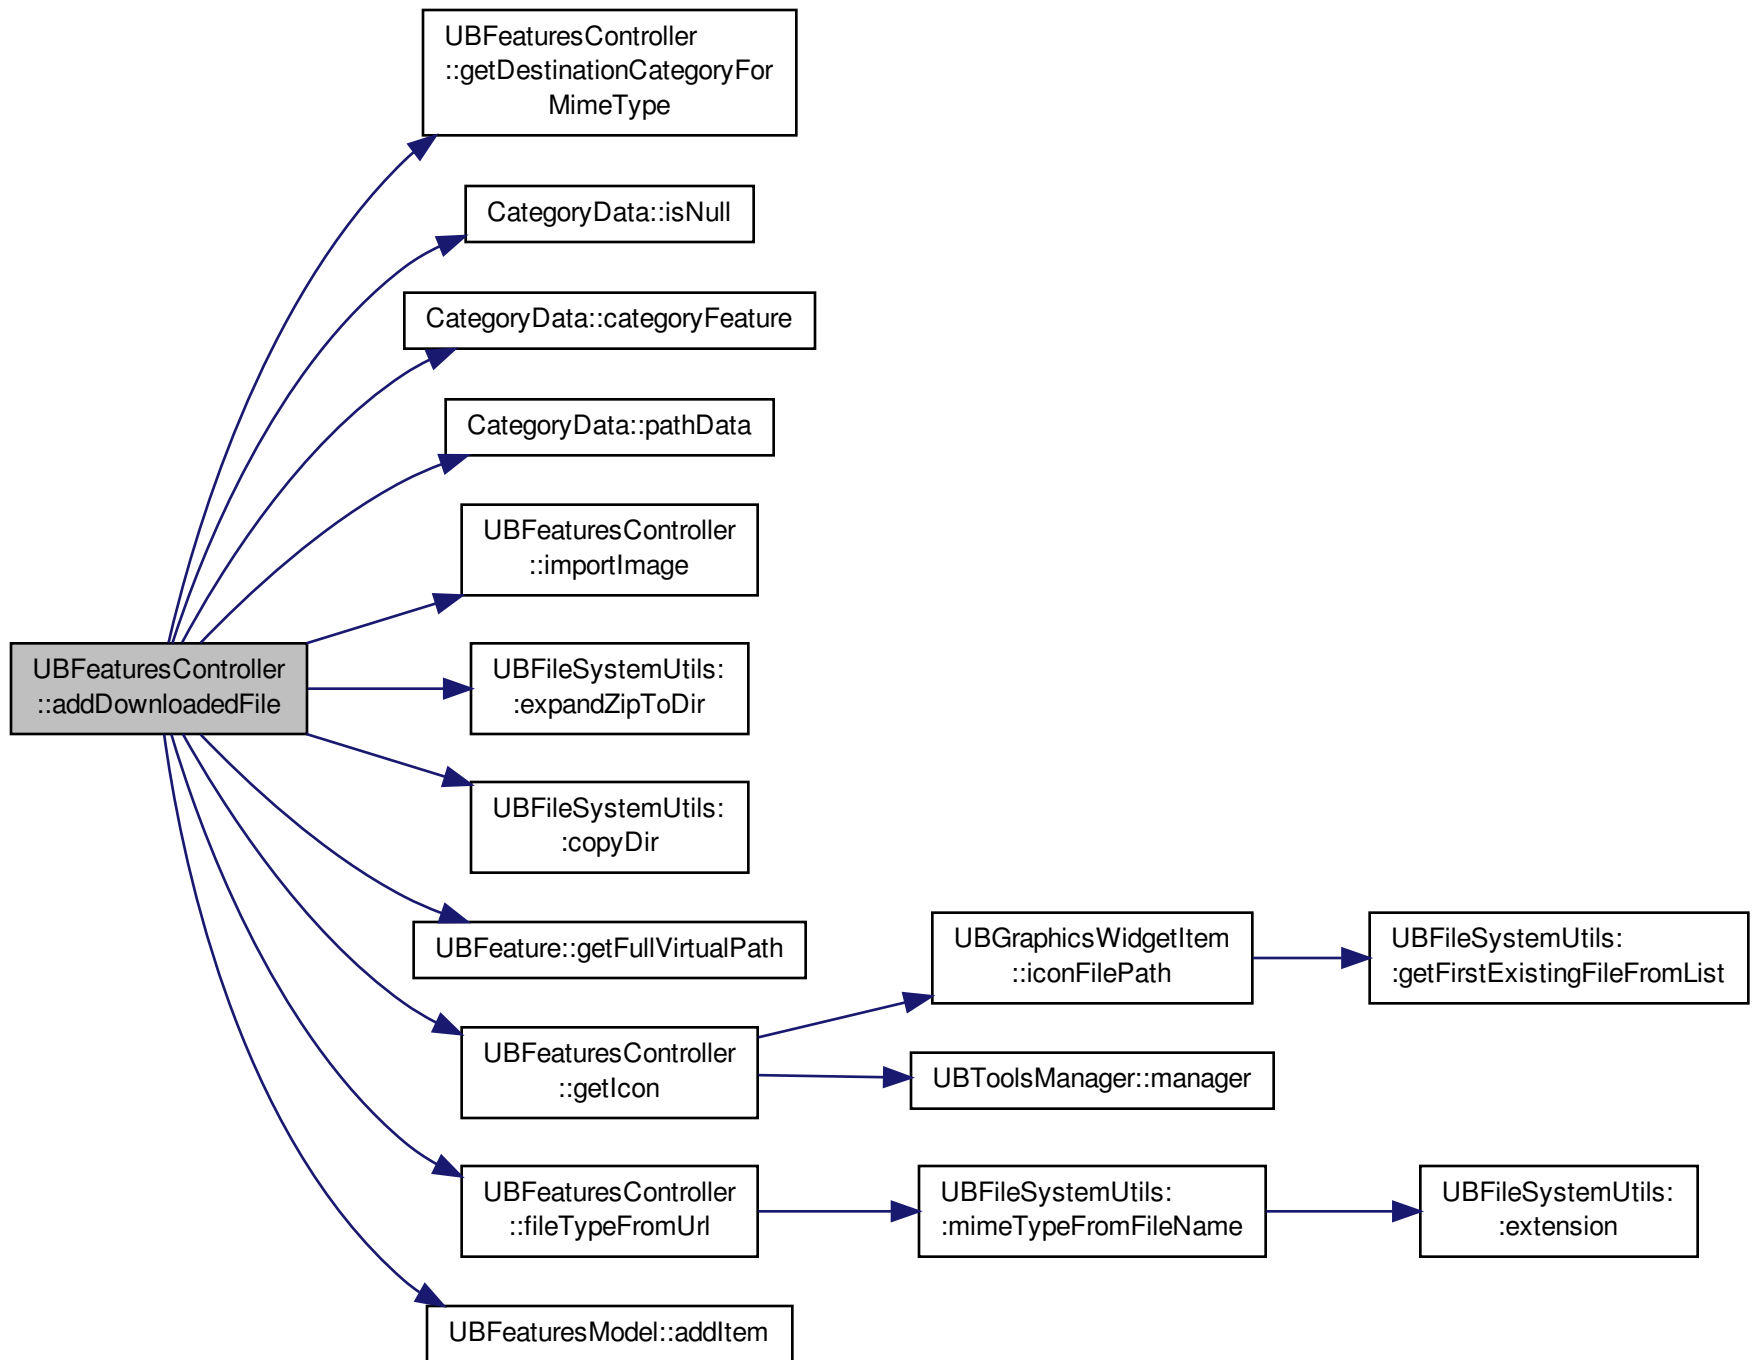 UBFeaturesController
::getDestinationCategoryFor
MimeType
CategoryData::isNull
CategoryData::categoryFeature
CategoryData::pathData
UBFeaturesController
::importImage
UBFeaturesController
::addDownloadedFile
UBFileSystemUtils:
:expandZipToDir
UBFileSystemUtils:
:copyDir
UBFeature::getFullVirtualPath
UBGraphicsWidgetItem
::iconFilePath
UBFileSystemUtils:
:getFirstExistingFileFromList
UBFeaturesController
::getIcon
UBToolsManager::manager
UBFeaturesController
::fileTypeFromUrl
UBFileSystemUtils:
:mimeTypeFromFileName
UBFileSystemUtils:
:extension
UBFeaturesModel::addItem